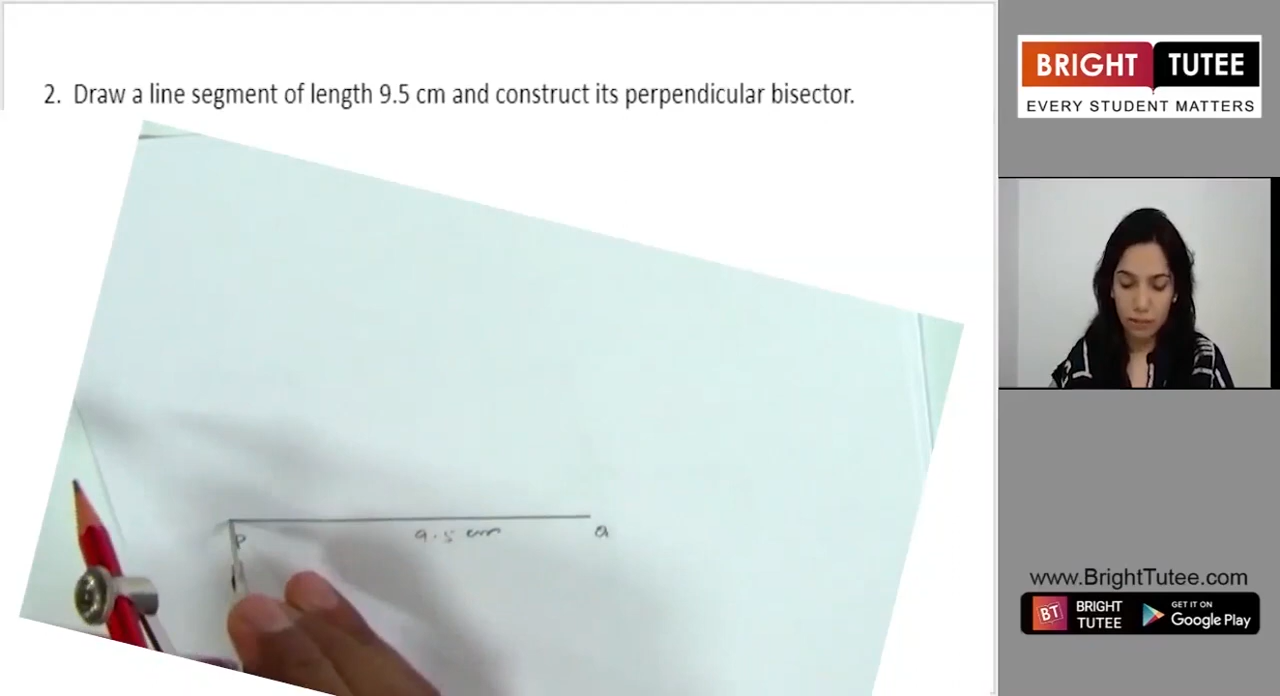 2. Draw a line segment of length 9.5 cm and construct its perpendicular bisector.
P
9.5 cm
Q
BRIGHT TUTEE
EVERY STUDENT MATTERS
www.BrightTutee.com
BT
BRIGHT
TUTEE
GET IT ON
Google Play